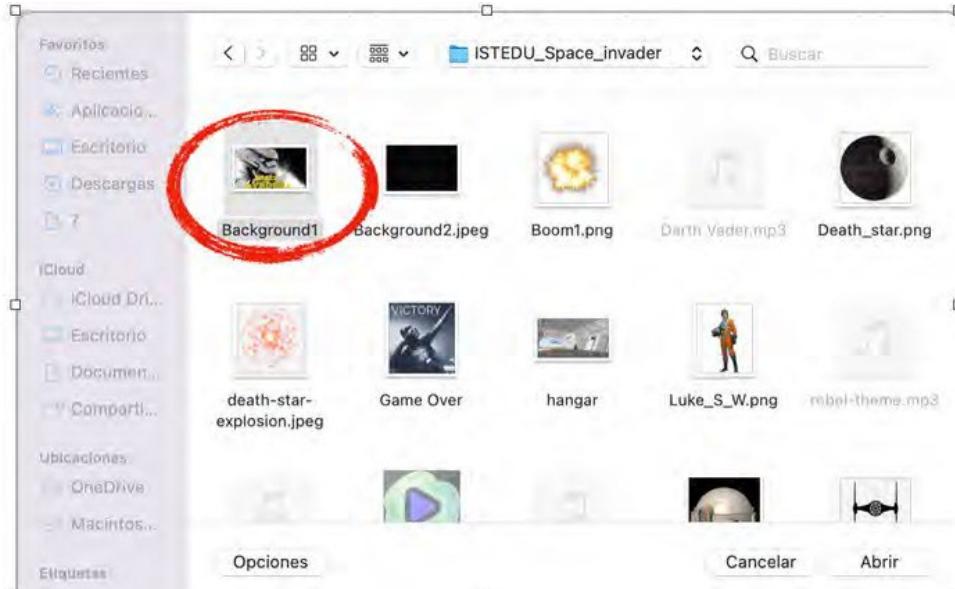 Favoritos
ISTEDU_Space_invader
Buscar
Recientes
Aplicacio...
Escritorio
Descargas
7
Background1
Background2.jpeg
Boom1.png
Darth Vader.mp3
Death_star.png
iCloud
iCloud Dri...
Escritorio
Documen...
Comparti...
VICTORY
death-star-
explosion.jpeg
Game Over
hangar
Luke_S_W.png
rebel-theme.mp3
Ubicaciones
OneDrive
Macintos...
Etiquetas
Opciones
Cancelar
Abrir